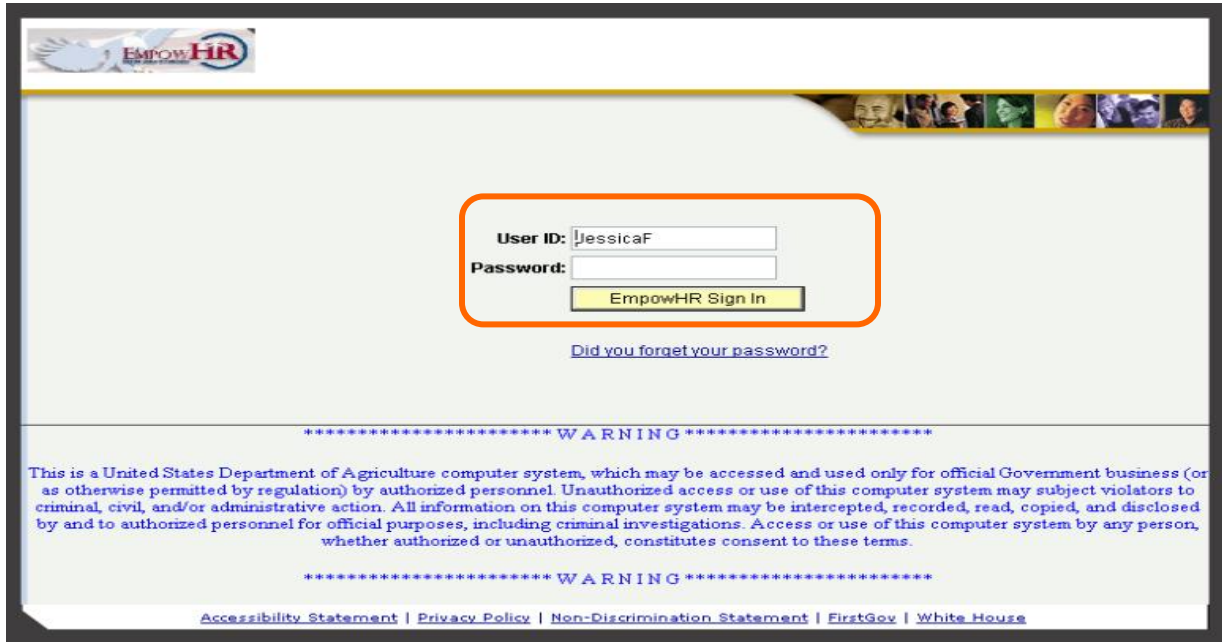 EMPOWHR
User ID: JessicaF
Password:
EmpowHR Sign In
Did you forget your password?
*********************** W A R N I N G ***********************
This is a United States Department of Agriculture computer system, which may be accessed and used only for official Government business (or
as otherwise permitted by regulation) by authorized personnel. Unauthorized access or use of this computer system may subject violators to
criminal, civil, and/or administrative action. All information on this computer system may be intercepted, recorded, read, copied, and disclosed
by and to authorized personnel for official purposes, including criminal investigations. Access or use of this computer system by any person,
whether authorized or unauthorized, constitutes consent to these terms.
*********************** W A R N I N G ***********************
Accessibility Statement | Privacy Policy | Non-Discrimination Statement | FirstGov | White House